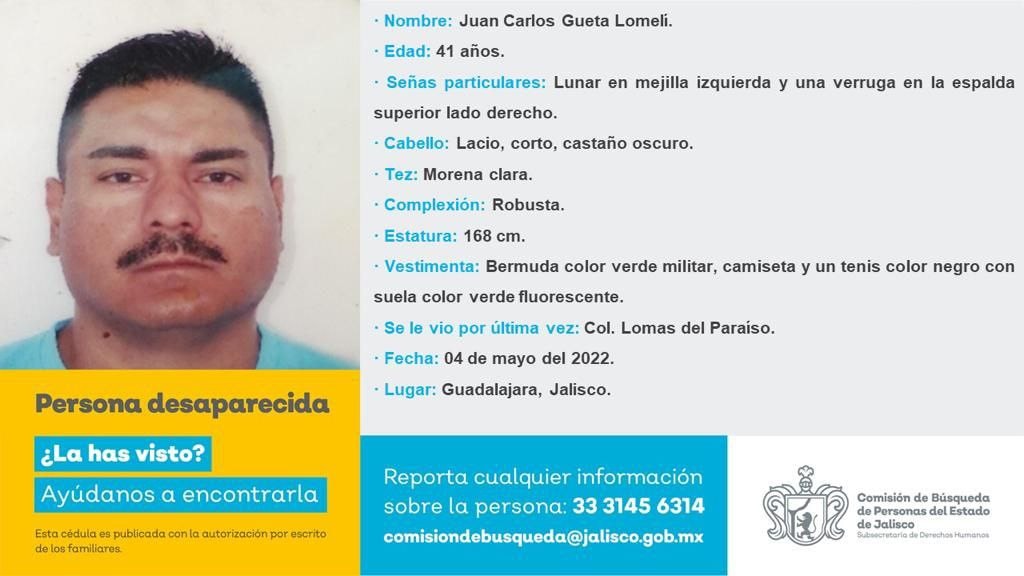 · Nombre: Juan Carlos Gueta Lomelí.
· Edad: 41 años.
· Señas particulares: Lunar en mejilla izquierda y una verruga en la espalda
superior lado derecho.
· Cabello: Lacio, corto, castaño oscuro.
· Tez: Morena clara.
· Complexión: Robusta.
· Estatura: 168 cm.
· Vestimenta: Bermuda color verde militar, camiseta y un tenis color negro con
suela color verde fluorescente.
· Se le vio por última vez: Col. Lomas del Paraíso.
· Fecha: 04 de mayo del 2022.
· Lugar: Guadalajara, Jalisco.
Persona desaparecida
¿La has visto?
Ayúdanos a encontrarla
Esta cédula es publicada con la autorización por escrito
de los familiares.
Reporta cualquier información
sobre la persona: 33 3145 6314
comisiondebusqueda@jalisco.gob.mx
Comisión de Búsqueda
de Personas del Estado
de Jalisco
Subsecretaría de Derechos Humanos